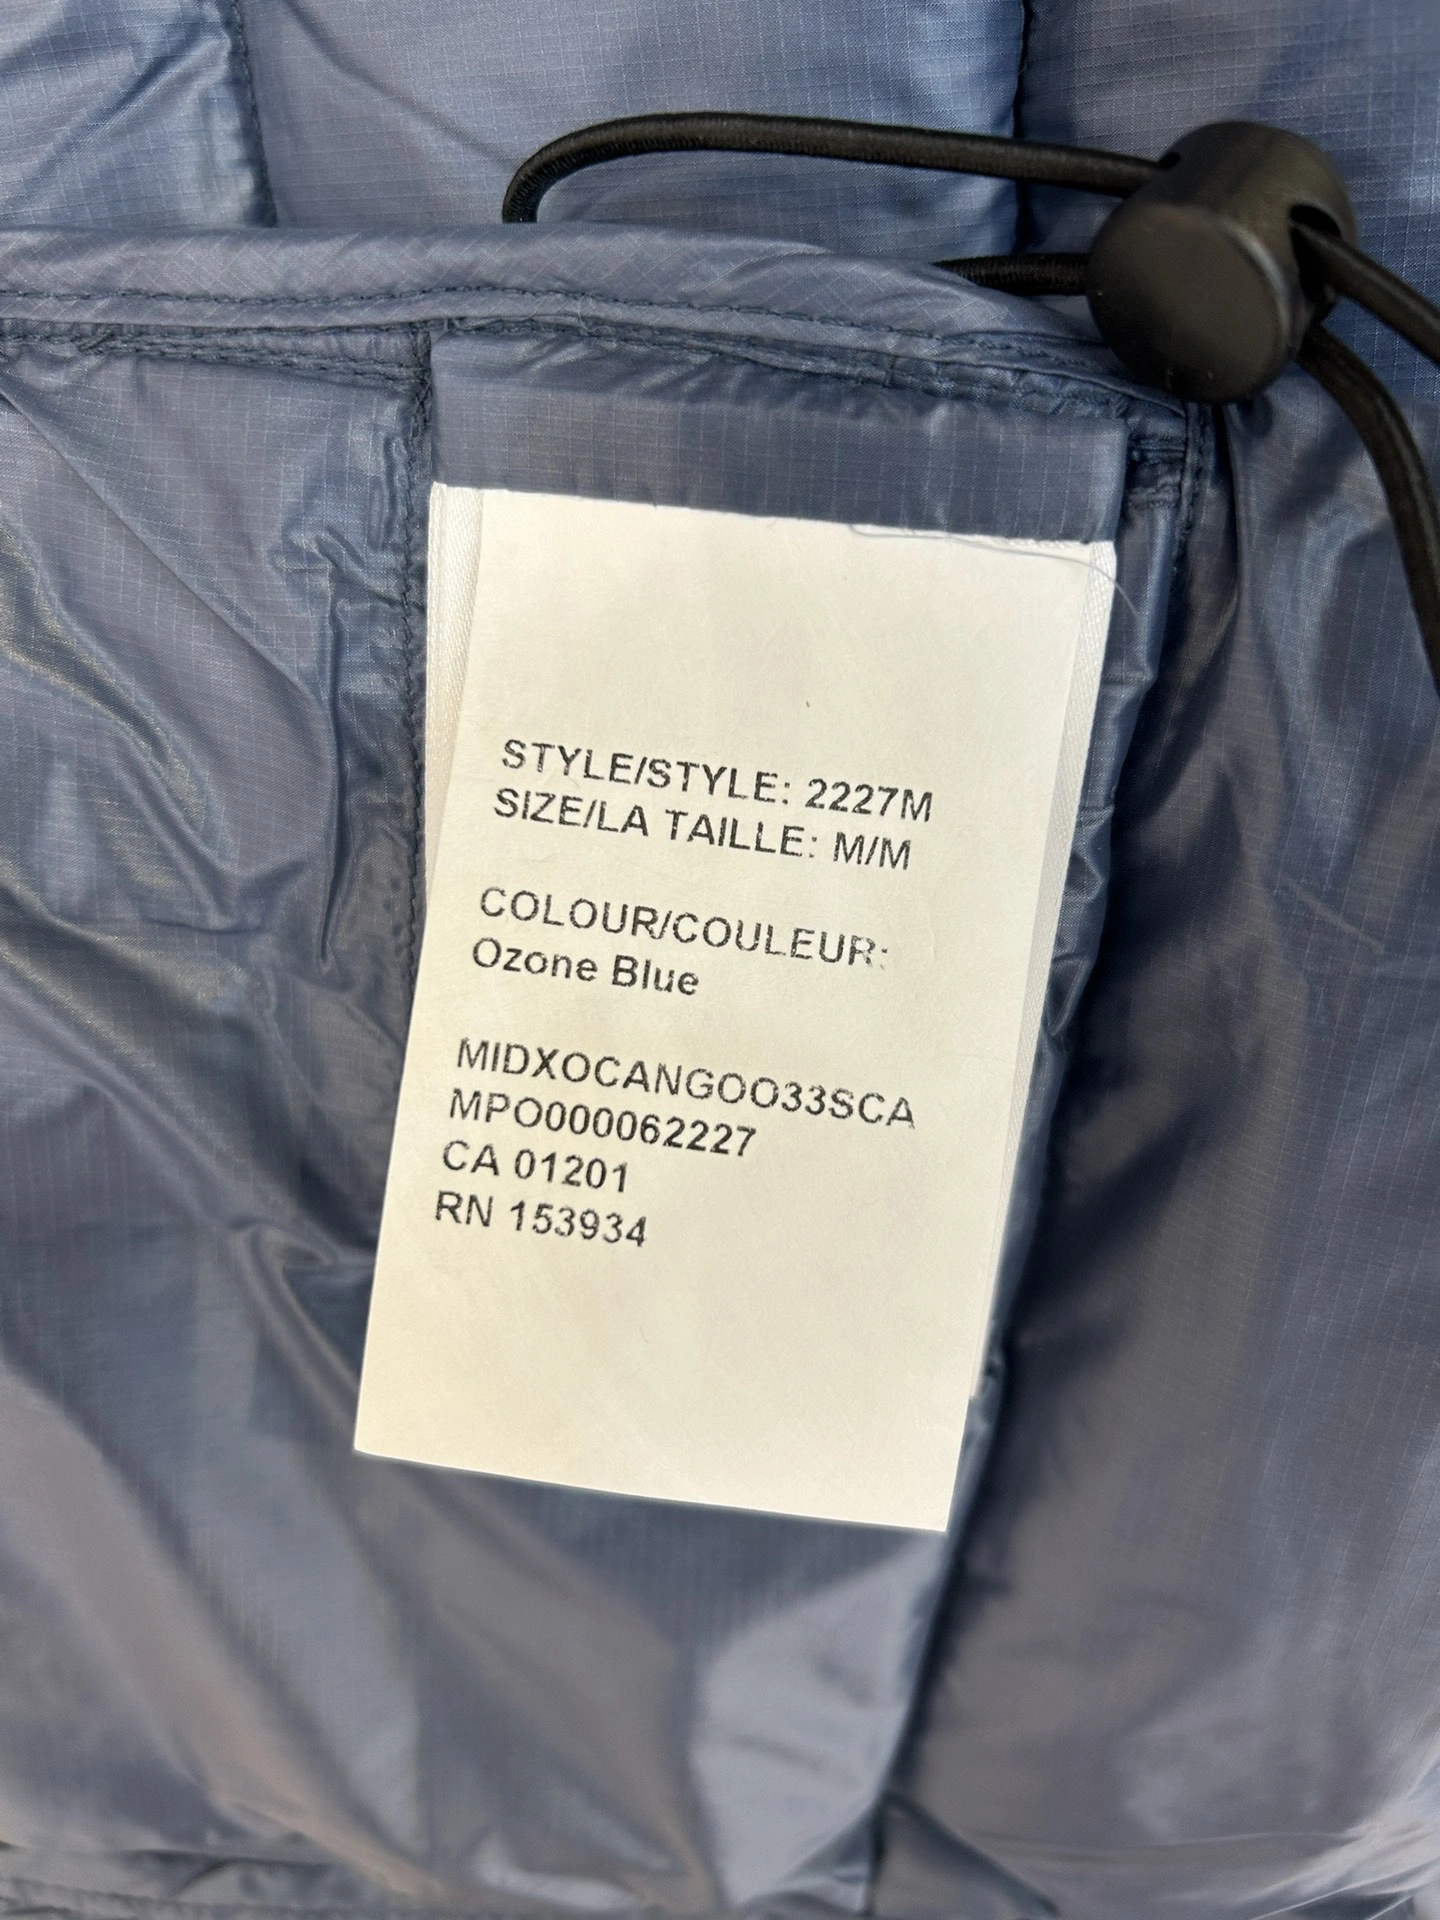 STYLE/STYLE: 2227M
SIZE/LA TAILLE: M/M
COLOUR/COULEUR:
Ozone Blue
MIDXOCANGOO33SCA
MPO000062227
CA 01201
RN 153934